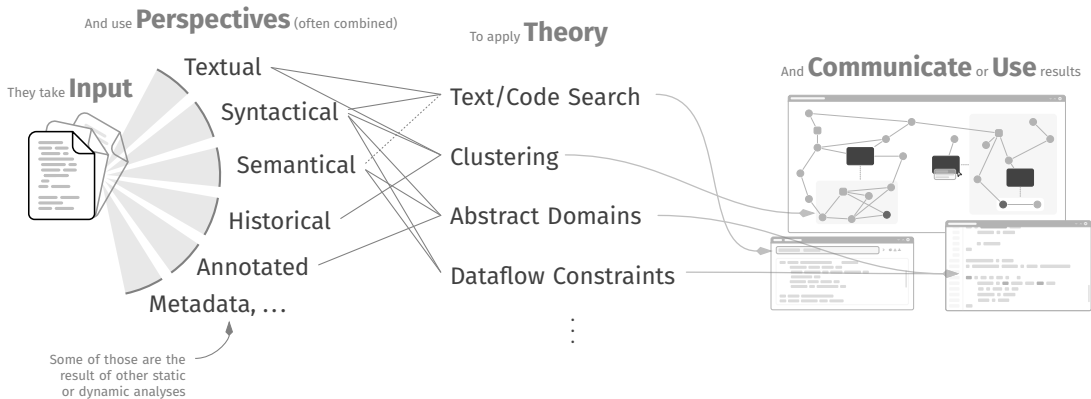 They take Input
And use Perspectives (often combined)
Textual
Syntactical
Semantical
Historical
Annotated
Metadata, …
Some of those are the
result of other static
or dynamic analyses
To apply Theory
Text/Code Search
Clustering
Abstract Domains
Dataflow Constraints
⋮
And Communicate or Use results